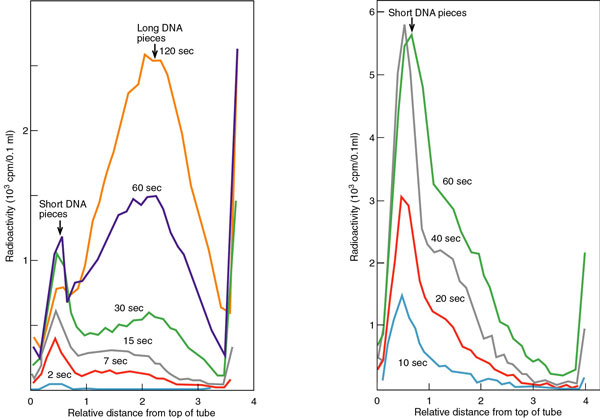 Long DNA
pieces
120 sec
Short DNA
pieces
60 sec
30 sec
15 sec
7 sec
2 sec
2
1
0
1
2
3
4
Radioactivity (10³ cpm/0.1 ml)
Relative distance from top of tube
Short DNA pieces
60 sec
40 sec
20 sec
10 sec
6
5
4
3
2
1
0
1
2
3
4
Radioactivity (10³ cpm/0.1ml)
Relative distance from top of tube